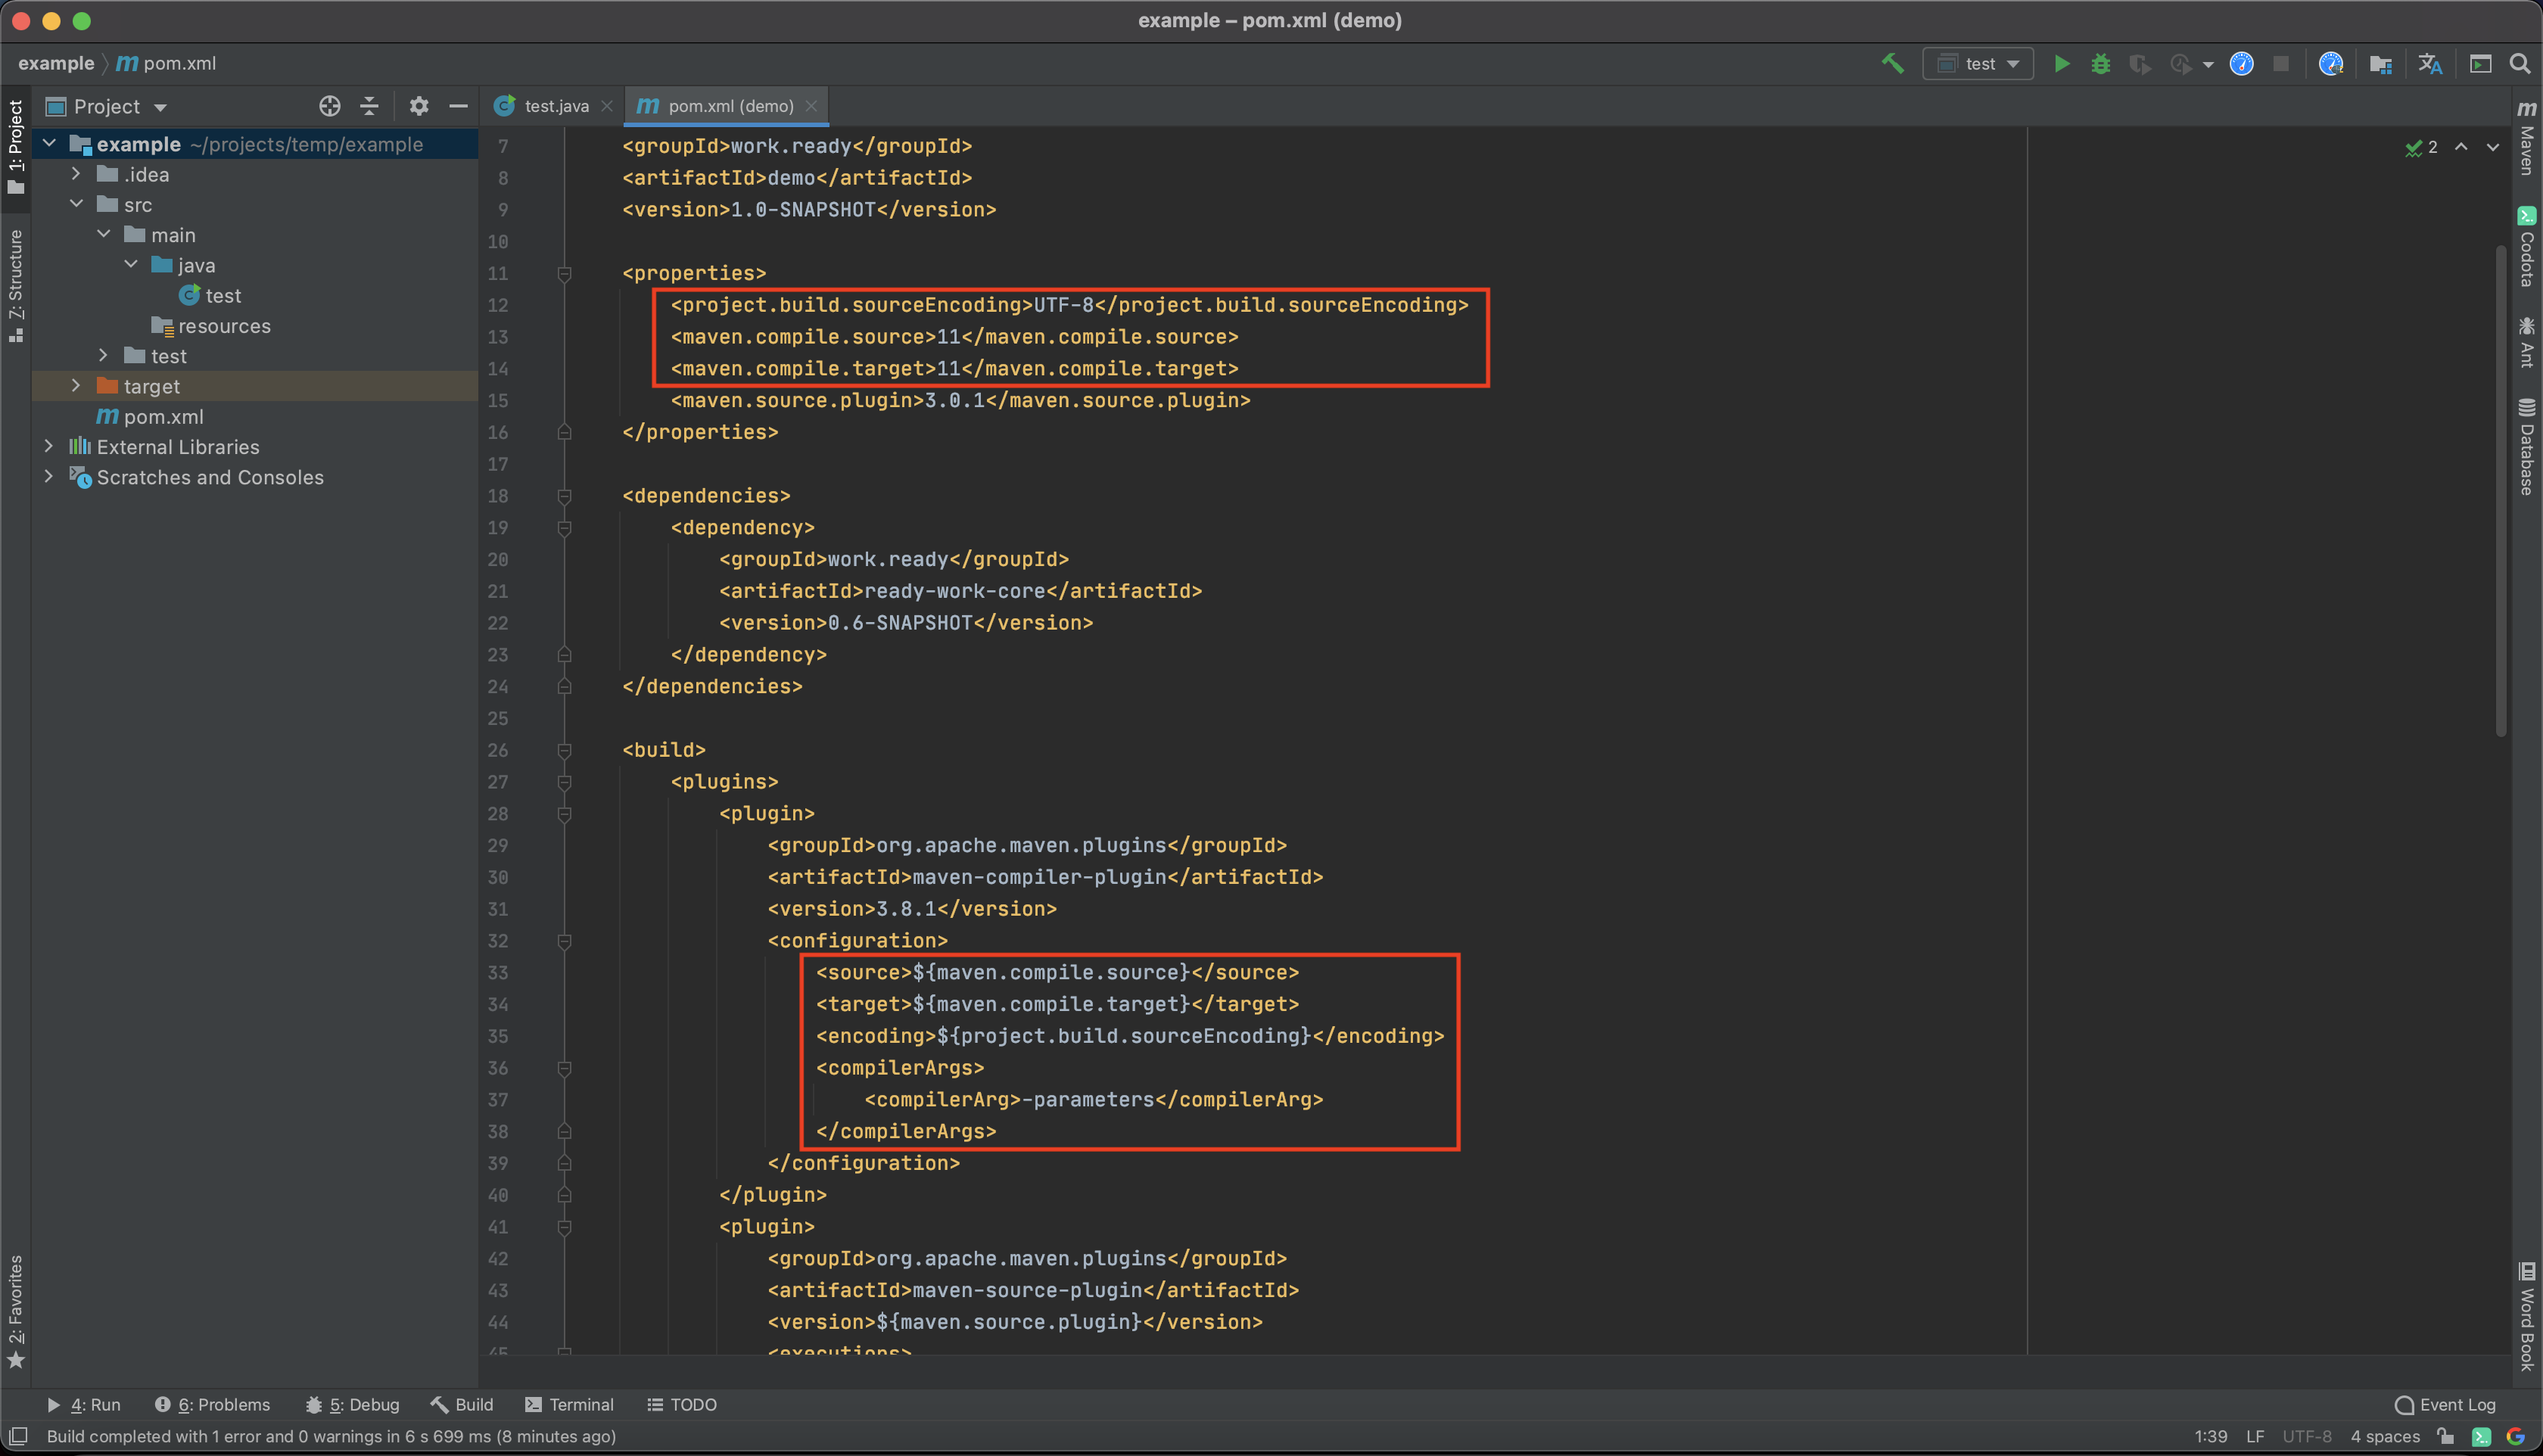 example – pom.xml (demo)
example pom.xml
test
Project
test.java
pom.xml (demo)
1: Project
7: Structure
2: Favorites
example ~/projects/temp/example
.idea
src
main
java
test
resources
test
target
pom.xml
External Libraries
Scratches and Consoles
7 <groupId>work.ready</groupId>
8 <artifactId>demo</artifactId>
9 <version>1.0-SNAPSHOT</version>
10
11 <properties>
12 <project.build.sourceEncoding>UTF-8</project.build.sourceEncoding>
13 <maven.compile.source>11</maven.compile.source>
14 <maven.compile.target>11</maven.compile.target>
15 <maven.source.plugin>3.0.1</maven.source.plugin>
16 </properties>
17
18 <dependencies>
19 <dependency>
20 <groupId>work.ready</groupId>
21 <artifactId>ready-work-core</artifactId>
22 <version>0.6-SNAPSHOT</version>
23 </dependency>
24 </dependencies>
25
26 <build>
27 <plugins>
28 <plugin>
29 <groupId>org.apache.maven.plugins</groupId>
30 <artifactId>maven-compiler-plugin</artifactId>
31 <version>3.8.1</version>
32 <configuration>
33 <source>${maven.compile.source}</source>
34 <target>${maven.compile.target}</target>
35 <encoding>${project.build.sourceEncoding}</encoding>
36 <compilerArgs>
37 <compilerArg>-parameters</compilerArg>
38 </compilerArgs>
39 </configuration>
40 </plugin>
41 <plugin>
42 <groupId>org.apache.maven.plugins</groupId>
43 <artifactId>maven-source-plugin</artifactId>
44 <version>${maven.source.plugin}</version>
45 <executions>
2
Maven
Codota
Ant
Database
Word Book
4: Run
6: Problems
5: Debug
Build
Terminal
TODO
Event Log
Build completed with 1 error and 0 warnings in 6 s 699 ms (8 minutes ago)
1:39 LF UTF-8 4 spaces